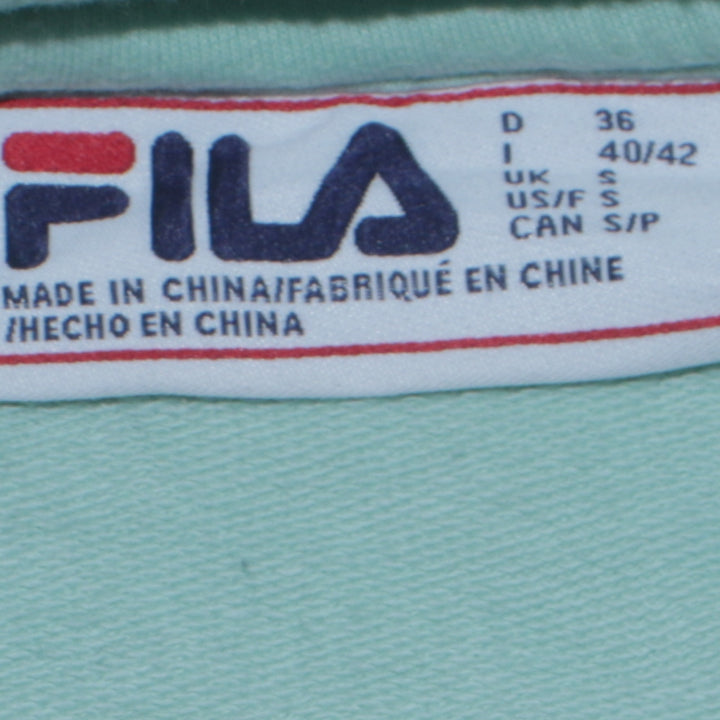 FILA
D 36
I 40/42
UK S
US/F S
CAN S/P
MADE IN CHINA/FABRIQUÉ EN CHINE
/HECHO EN CHINA